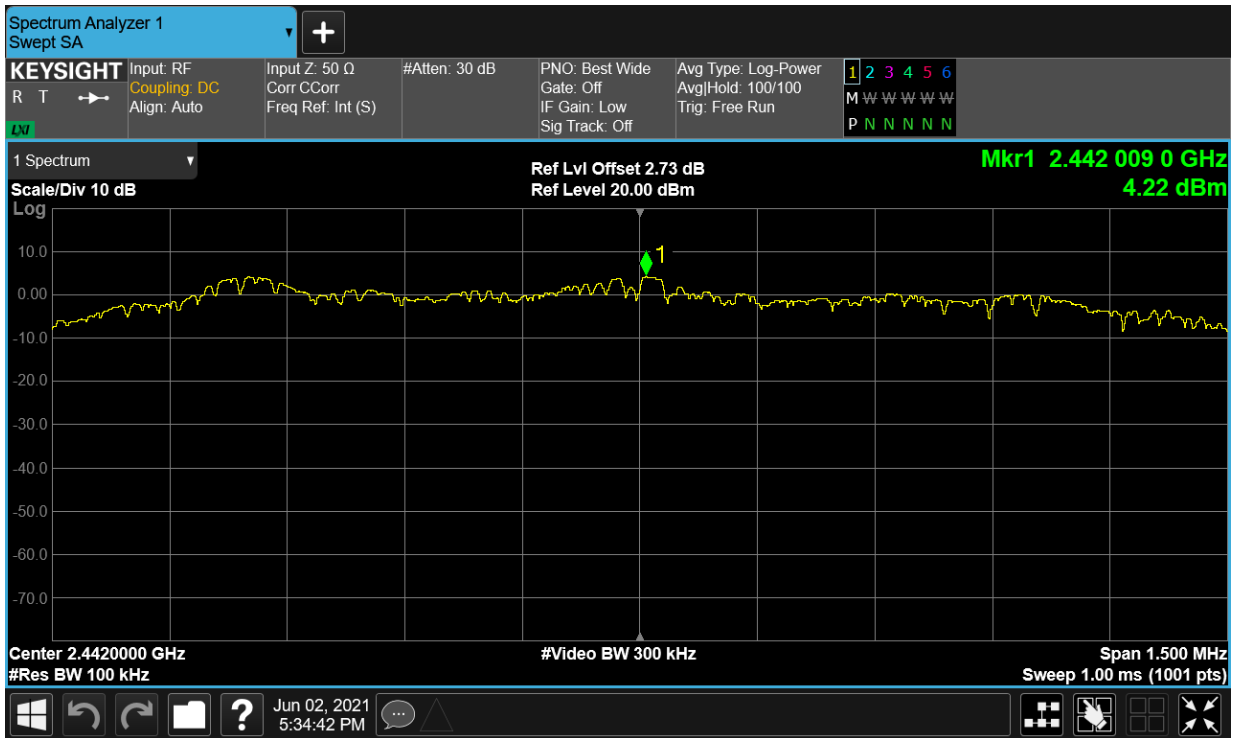 Spectrum Analyzer 1
Swept SA
KEYSIGHT
R T
LXI
Input: RF
Coupling: DC
Align: Auto
Input Z: 50 Ω
Corr CCorr
Freq Ref: Int (S)
#Atten: 30 dB
PNO: Best Wide
Gate: Off
IF Gain: Low
Sig Track: Off
Avg Type: Log-Power
Avg|Hold: 100/100
Trig: Free Run
1 2 3 4 5 6
M W W W W W
P N N N N N
1 Spectrum
Scale/Div 10 dB
Log
Ref Lvl Offset 2.73 dB
Ref Level 20.00 dBm
Mkr1 2.442 009 0 GHz
4.22 dBm
1
10.0
0.00
-10.0
-20.0
-30.0
-40.0
-50.0
-60.0
-70.0
Center 2.4420000 GHz
#Res BW 100 kHz
#Video BW 300 kHz
Span 1.500 MHz
Sweep 1.00 ms (1001 pts)
?
Jun 02, 2021
5:34:42 PM